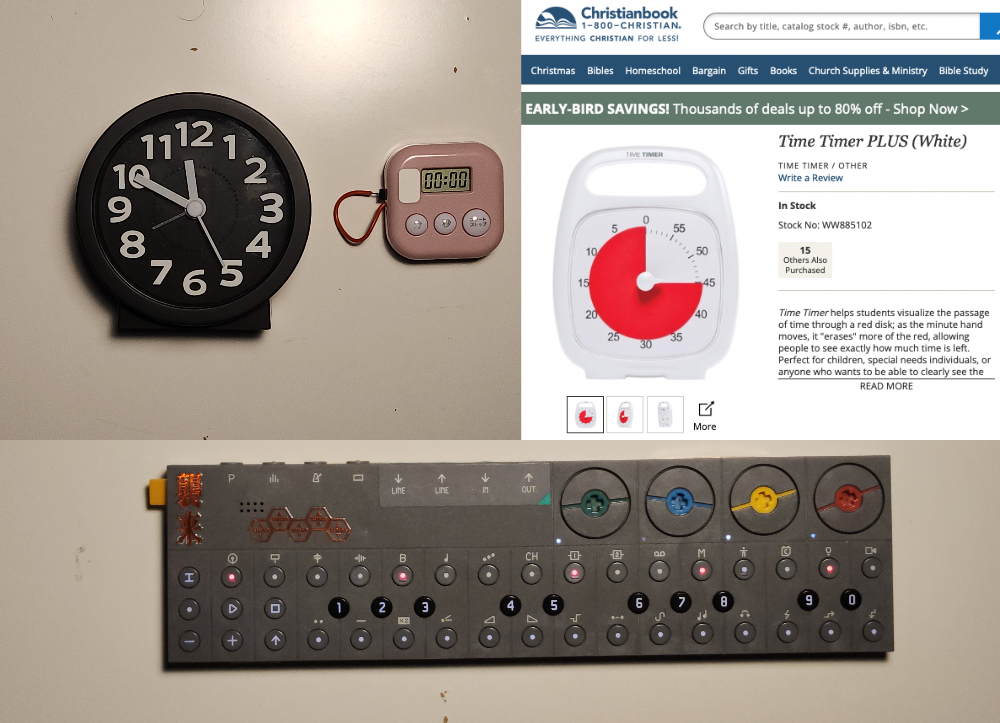 12
11 1
10 2
9 3
8 4
7 5
6
00:00
Christianbook
1-800-CHRISTIAN.
EVERYTHING CHRISTIAN FOR LESS!
Search by title, catalog stock #, author, isbn, etc.
Christmas Bibles Homeschool Bargain Gifts Books Church Supplies & Ministry Bible Study
EARLY-BIRD SAVINGS! Thousands of deals up to 80% off - Shop Now >
TIME TIMER
0
5 55
10 50
15 45
20 40
25 35
30
More
Time Timer PLUS (White)
TIME TIMER / OTHER
Write a Review
In Stock
Stock No: WW885102
15
Others Also
Purchased
Time Timer helps students visualize the passage
of time through a red disk; as the minute hand
moves, it "erases" more of the red, allowing
people to see exactly how much time is left.
Perfect for children, special needs individuals, or
anyone who wants to be able to clearly see the
READ MORE
襲来
P
LINE LINE IN OUT
B CH M
1 2 3 4 5 6 7 8 9 0